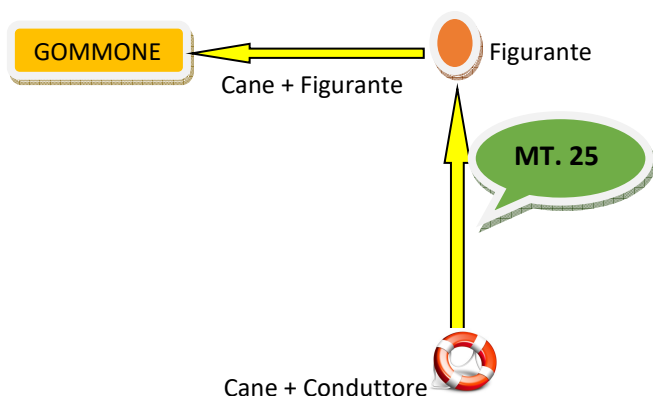 GOMMONE
Figurante
Cane + Figurante
MT. 25
Cane + Conduttore